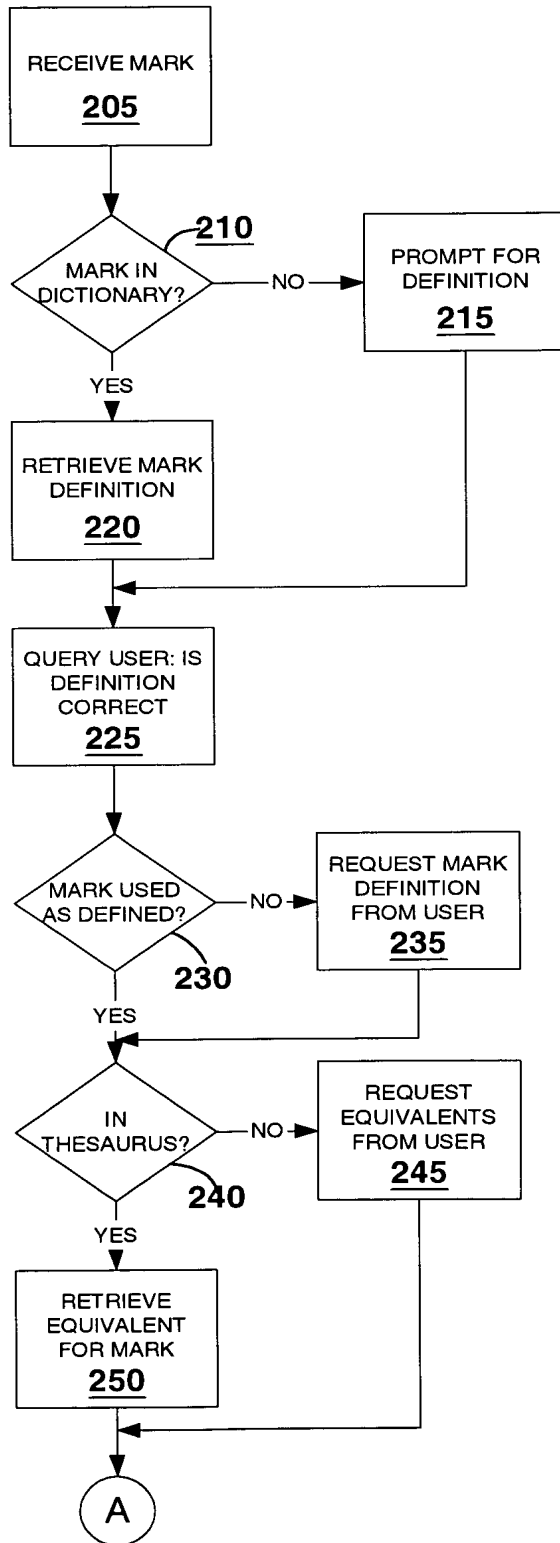 RECEIVE MARK
205
210
MARK IN
DICTIONARY?
NO
PROMPT FOR
DEFINITION
215
YES
RETRIEVE MARK
DEFINITION
220
QUERY USER: IS
DEFINITION
CORRECT
225
MARK USED
AS DEFINED?
230
NO
REQUEST MARK
DEFINITION
FROM USER
235
YES
IN
THESAURUS?
240
NO
REQUEST
EQUIVALENTS
FROM USER
245
YES
RETRIEVE
EQUIVALENT
FOR MARK
250
A